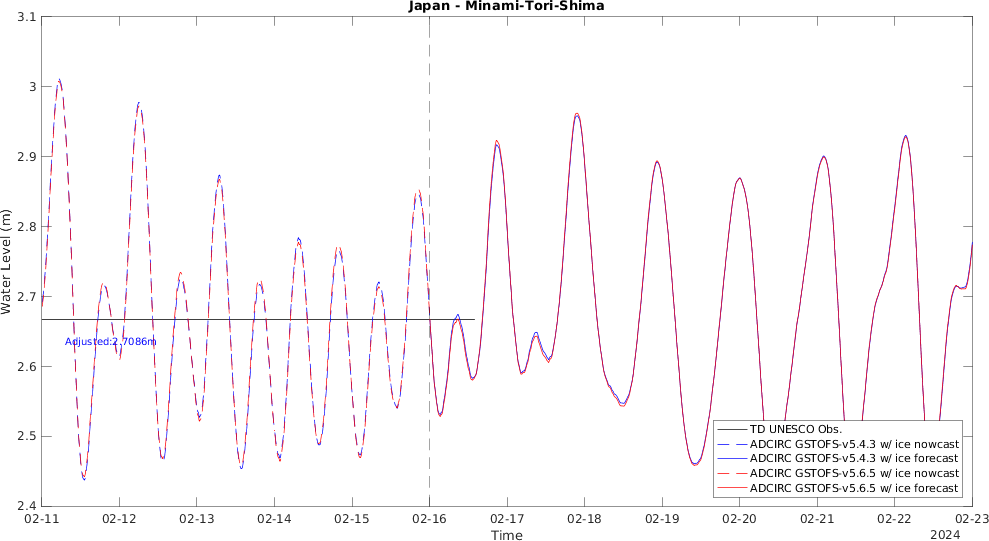 Japan - Minami-Tori-Shima
3.1
3
2.9
2.8
2.7
2.6
2.5
2.4
Water Level (m)
Adjusted:2.7086m
TD UNESCO Obs.
ADCIRC GSTOFS-v5.4.3 w/ ice nowcast
ADCIRC GSTOFS-v5.4.3 w/ ice forecast
ADCIRC GSTOFS-v5.6.5 w/ ice nowcast
ADCIRC GSTOFS-v5.6.5 w/ ice forecast
02-11 02-12 02-13 02-14 02-15 02-16 02-17 02-18 02-19 02-20 02-21 02-22 02-23
Time
2024